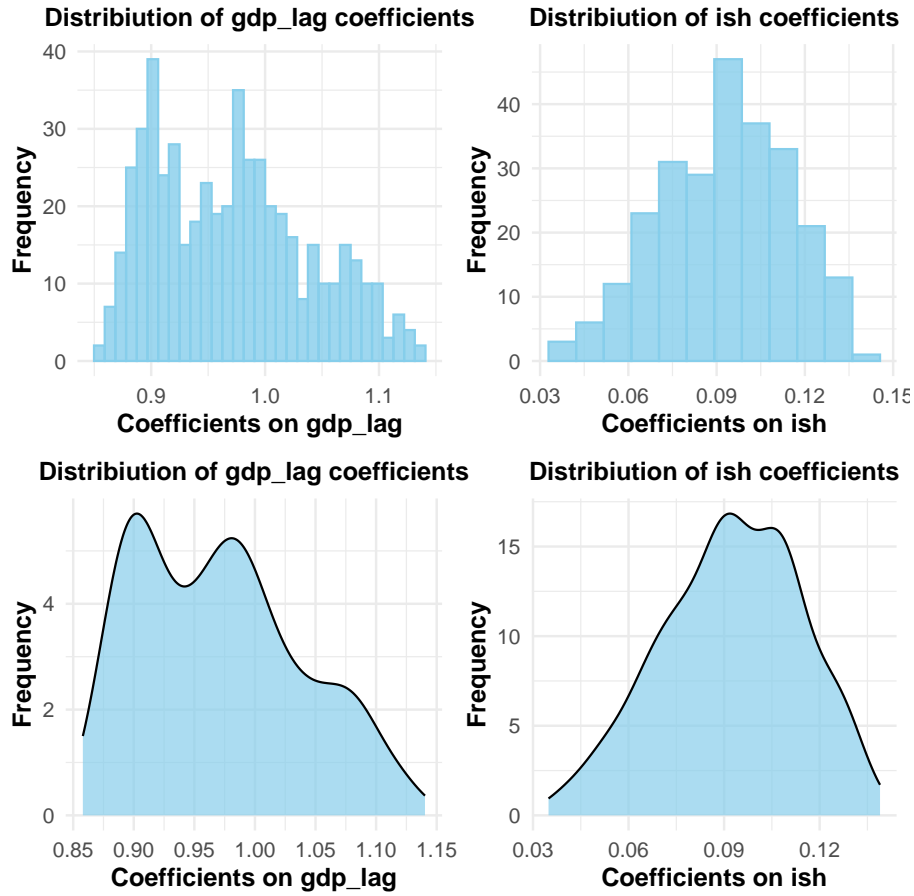 Distribiution of gdp_lag coefficients
Frequency
40
30
20
10
0
0.9 1.0 1.1
Coefficients on gdp_lag
Distribiution of ish coefficients
Frequency
40
30
20
10
0
0.03 0.06 0.09 0.12 0.15
Coefficients on ish
Distribiution of gdp_lag coefficients
Frequency
4
2
0
0.85 0.90 0.95 1.00 1.05 1.10 1.15
Coefficients on gdp_lag
Distribiution of ish coefficients
Frequency
15
10
5
0
0.03 0.06 0.09 0.12
Coefficients on ish